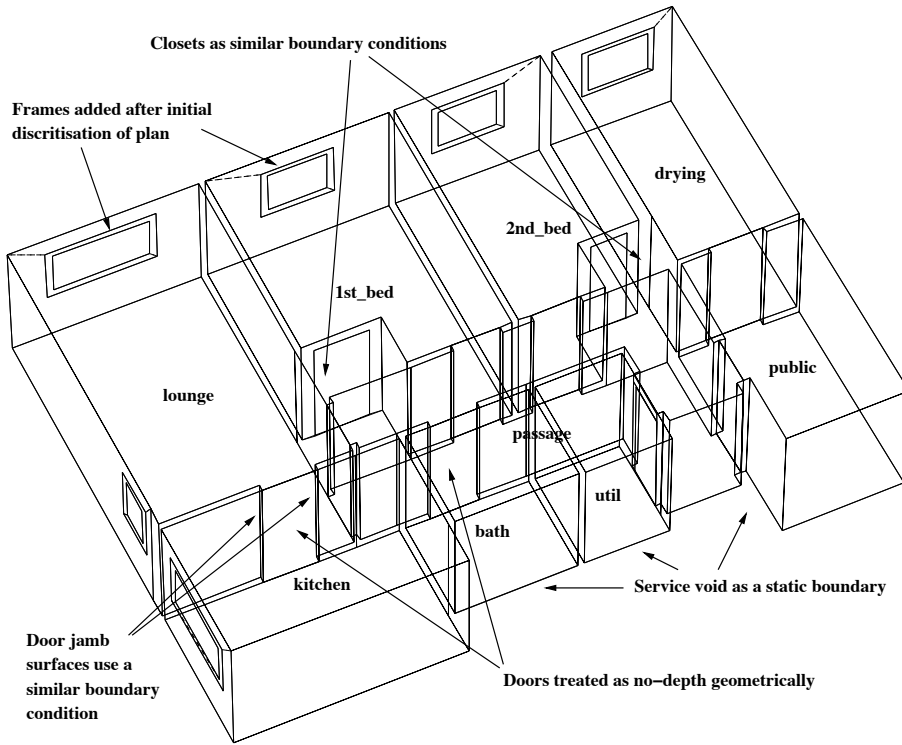 Closets as similar boundary conditions
Frames added after initial
discritisation of plan
drying
2nd_bed
1st_bed
lounge
public
passage
util
bath
kitchen
Service void as a static boundary
Door jamb
surfaces use a
similar boundary
condition
Doors treated as no−depth geometrically